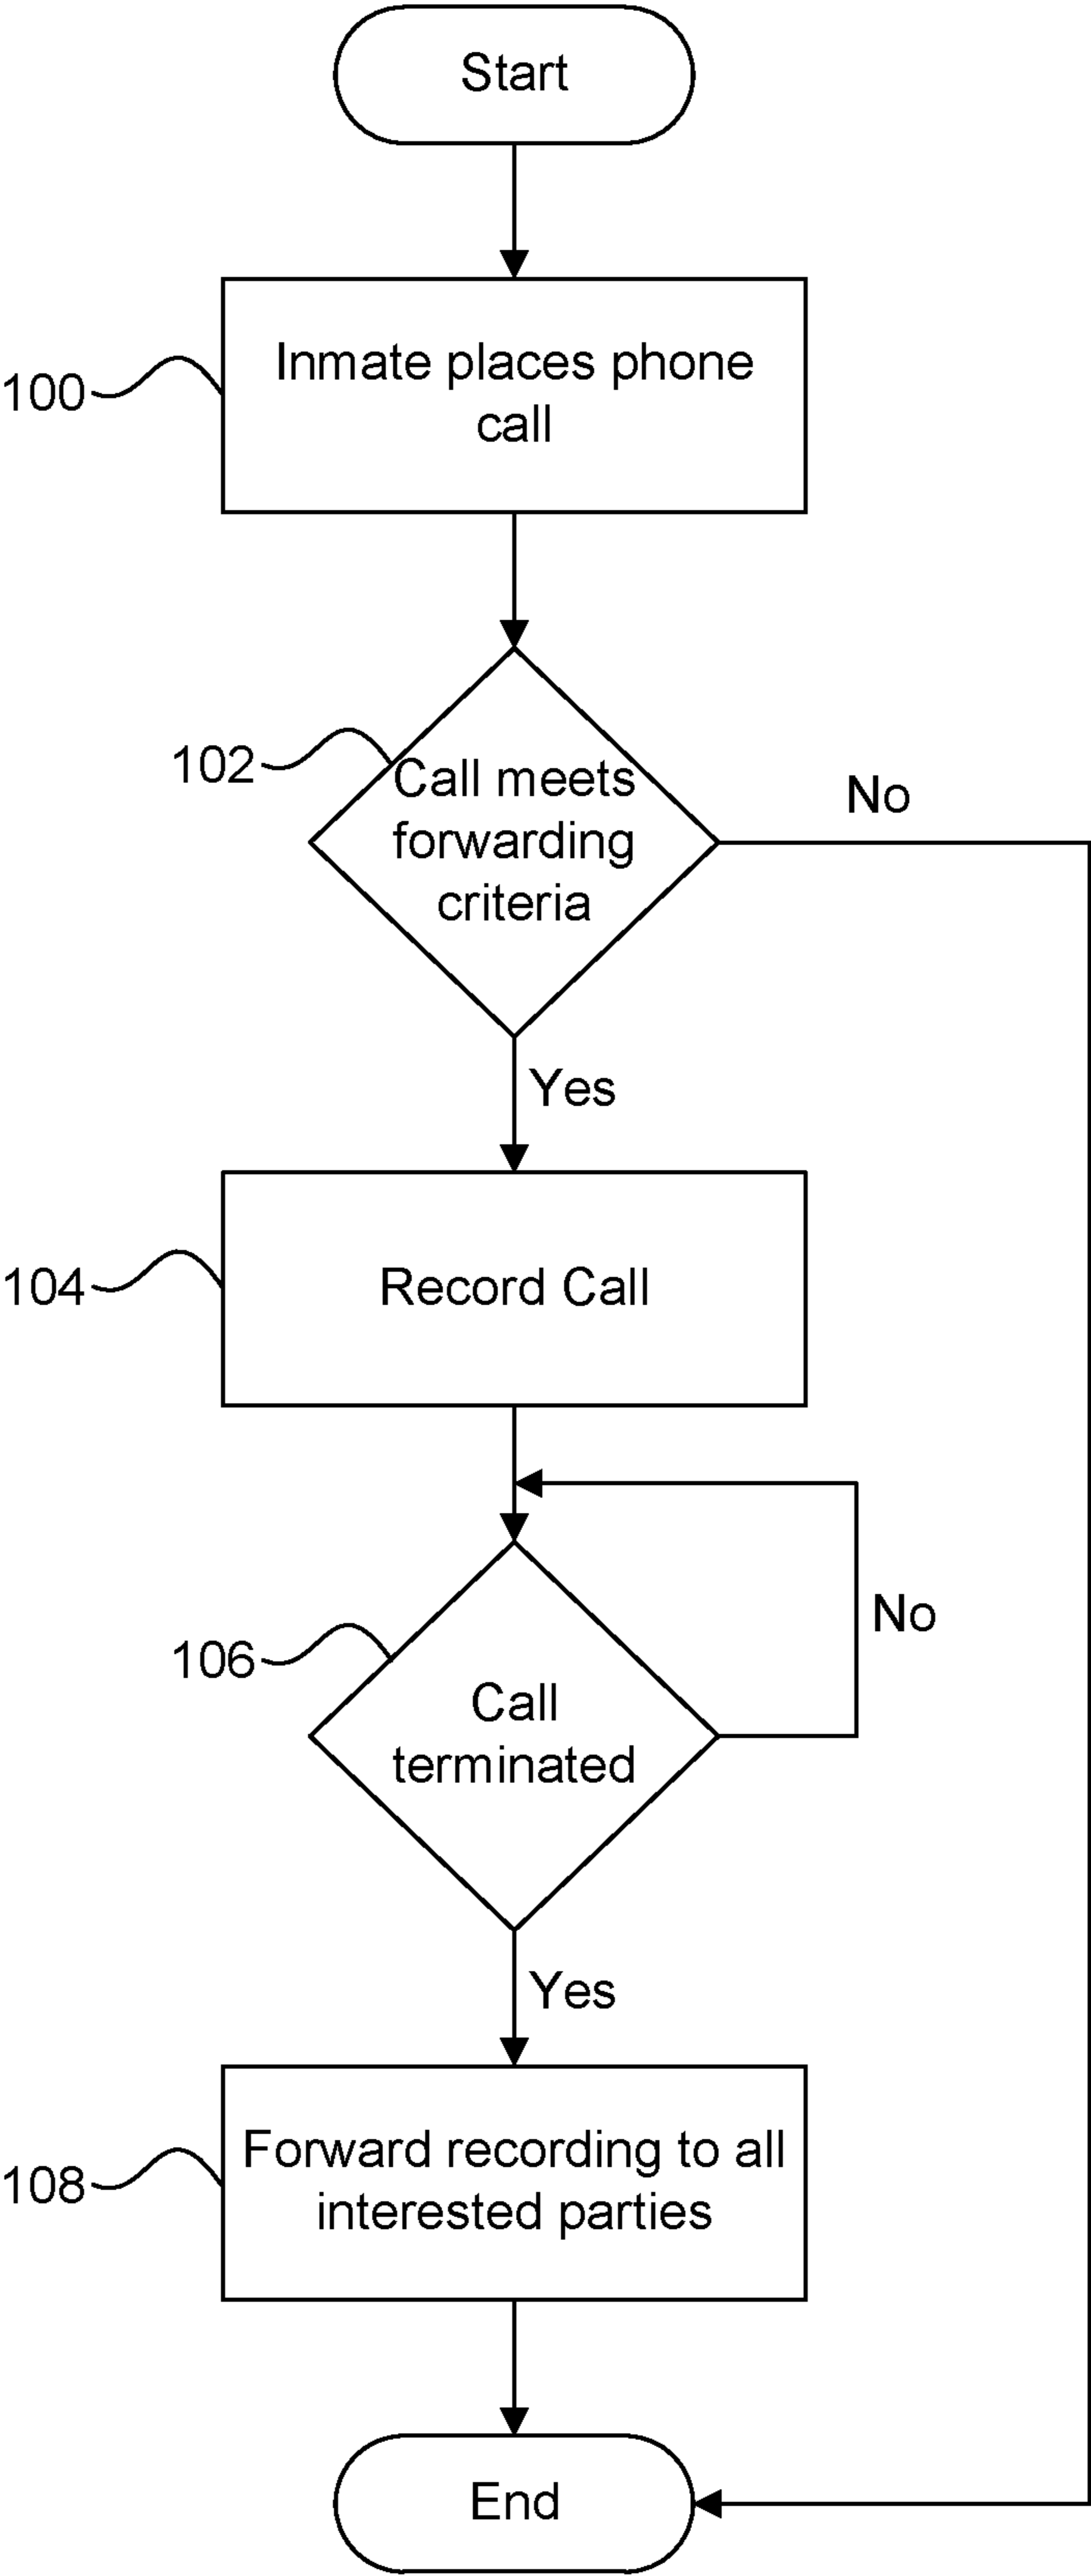 Start
100
Inmate places phone
call
102
Call meets
forwarding
criteria
No
Yes
104
Record Call
No
106
Call
terminated
Yes
108
Forward recording to all
interested parties
End